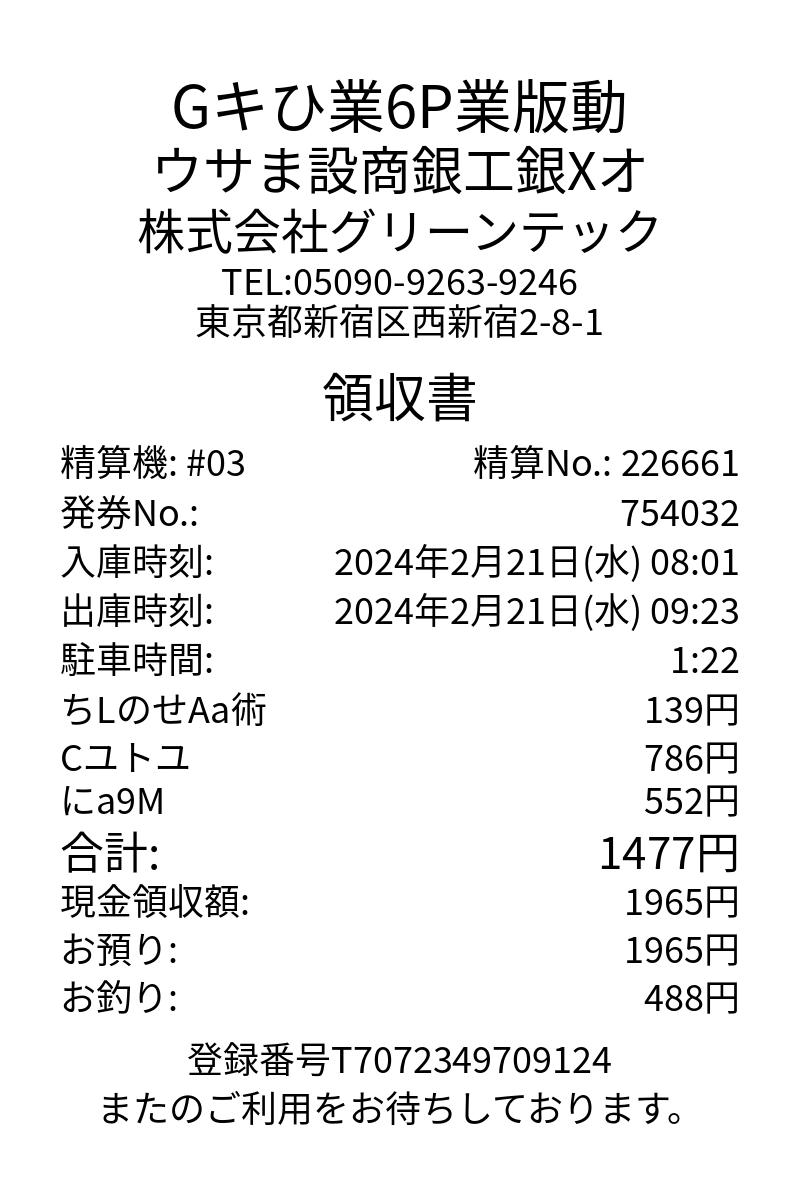 Gキひ業6P業版動
ウサま設商銀工銀Xオ
株式会社グリーンテック
TEL:05090-9263-9246
東京都新宿区西新宿2-8-1
領収書
精算機: #03 精算No.: 226661
発券No.: 754032
入庫時刻: 2024年2月21日(水) 08:01
出庫時刻: 2024年2月21日(水) 09:23
駐車時間: 1:22
ちLのせAa術 139円
Cユトユ 786円
にa9M 552円
合計: 1477円
現金領収額: 1965円
お預り: 1965円
お釣り: 488円
登録番号T7072349709124
またのご利用をお待ちしております。